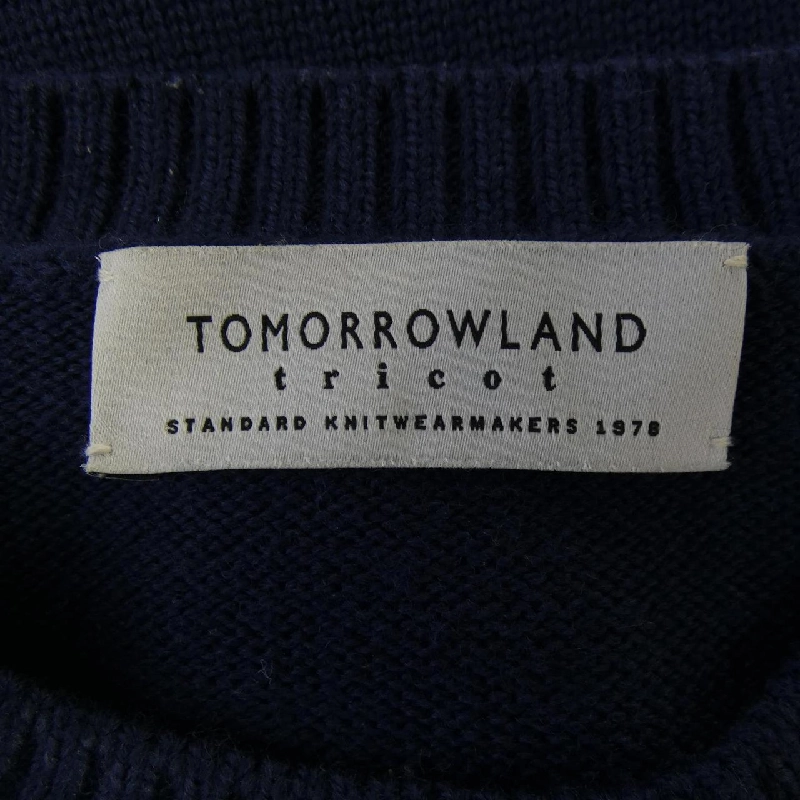 TOMORROWLAND
tricot
STANDARD KNITWEARMAKERS 1978